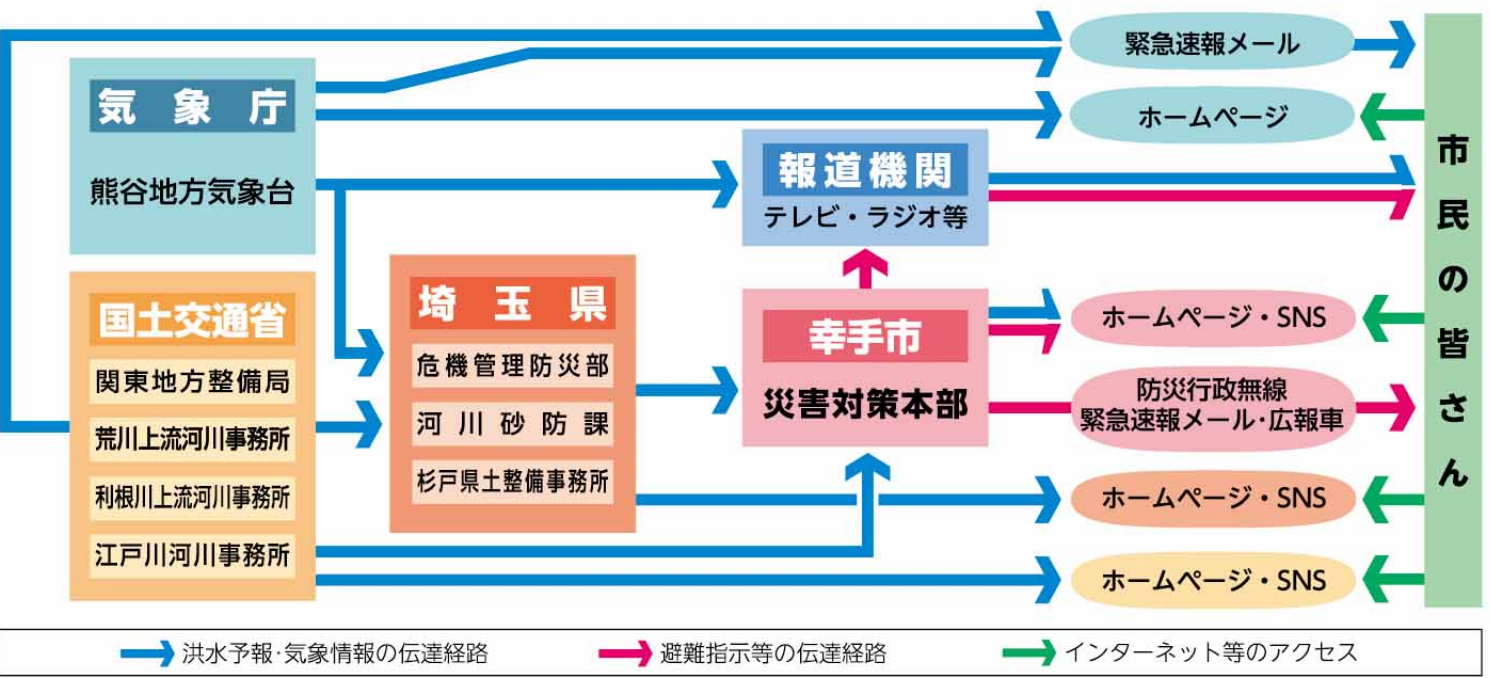 緊急速報メール
気象庁
熊谷地方気象台
ホームページ
報道機関
テレビ・ラジオ等
国土交通省
関東地方整備局
荒川上流河川事務所
利根川上流河川事務所
江戸川河川事務所
埼玉県
危機管理防災部
河川砂防課
杉戸県土整備事務所
幸手市
災害対策本部
ホームページ・SNS
防災行政無線
緊急速報メール・広報車
ホームページ・SNS
ホームページ・SNS
市民の皆さん
洪水予報・気象情報の伝達経路
避難指示等の伝達経路
インターネット等のアクセス